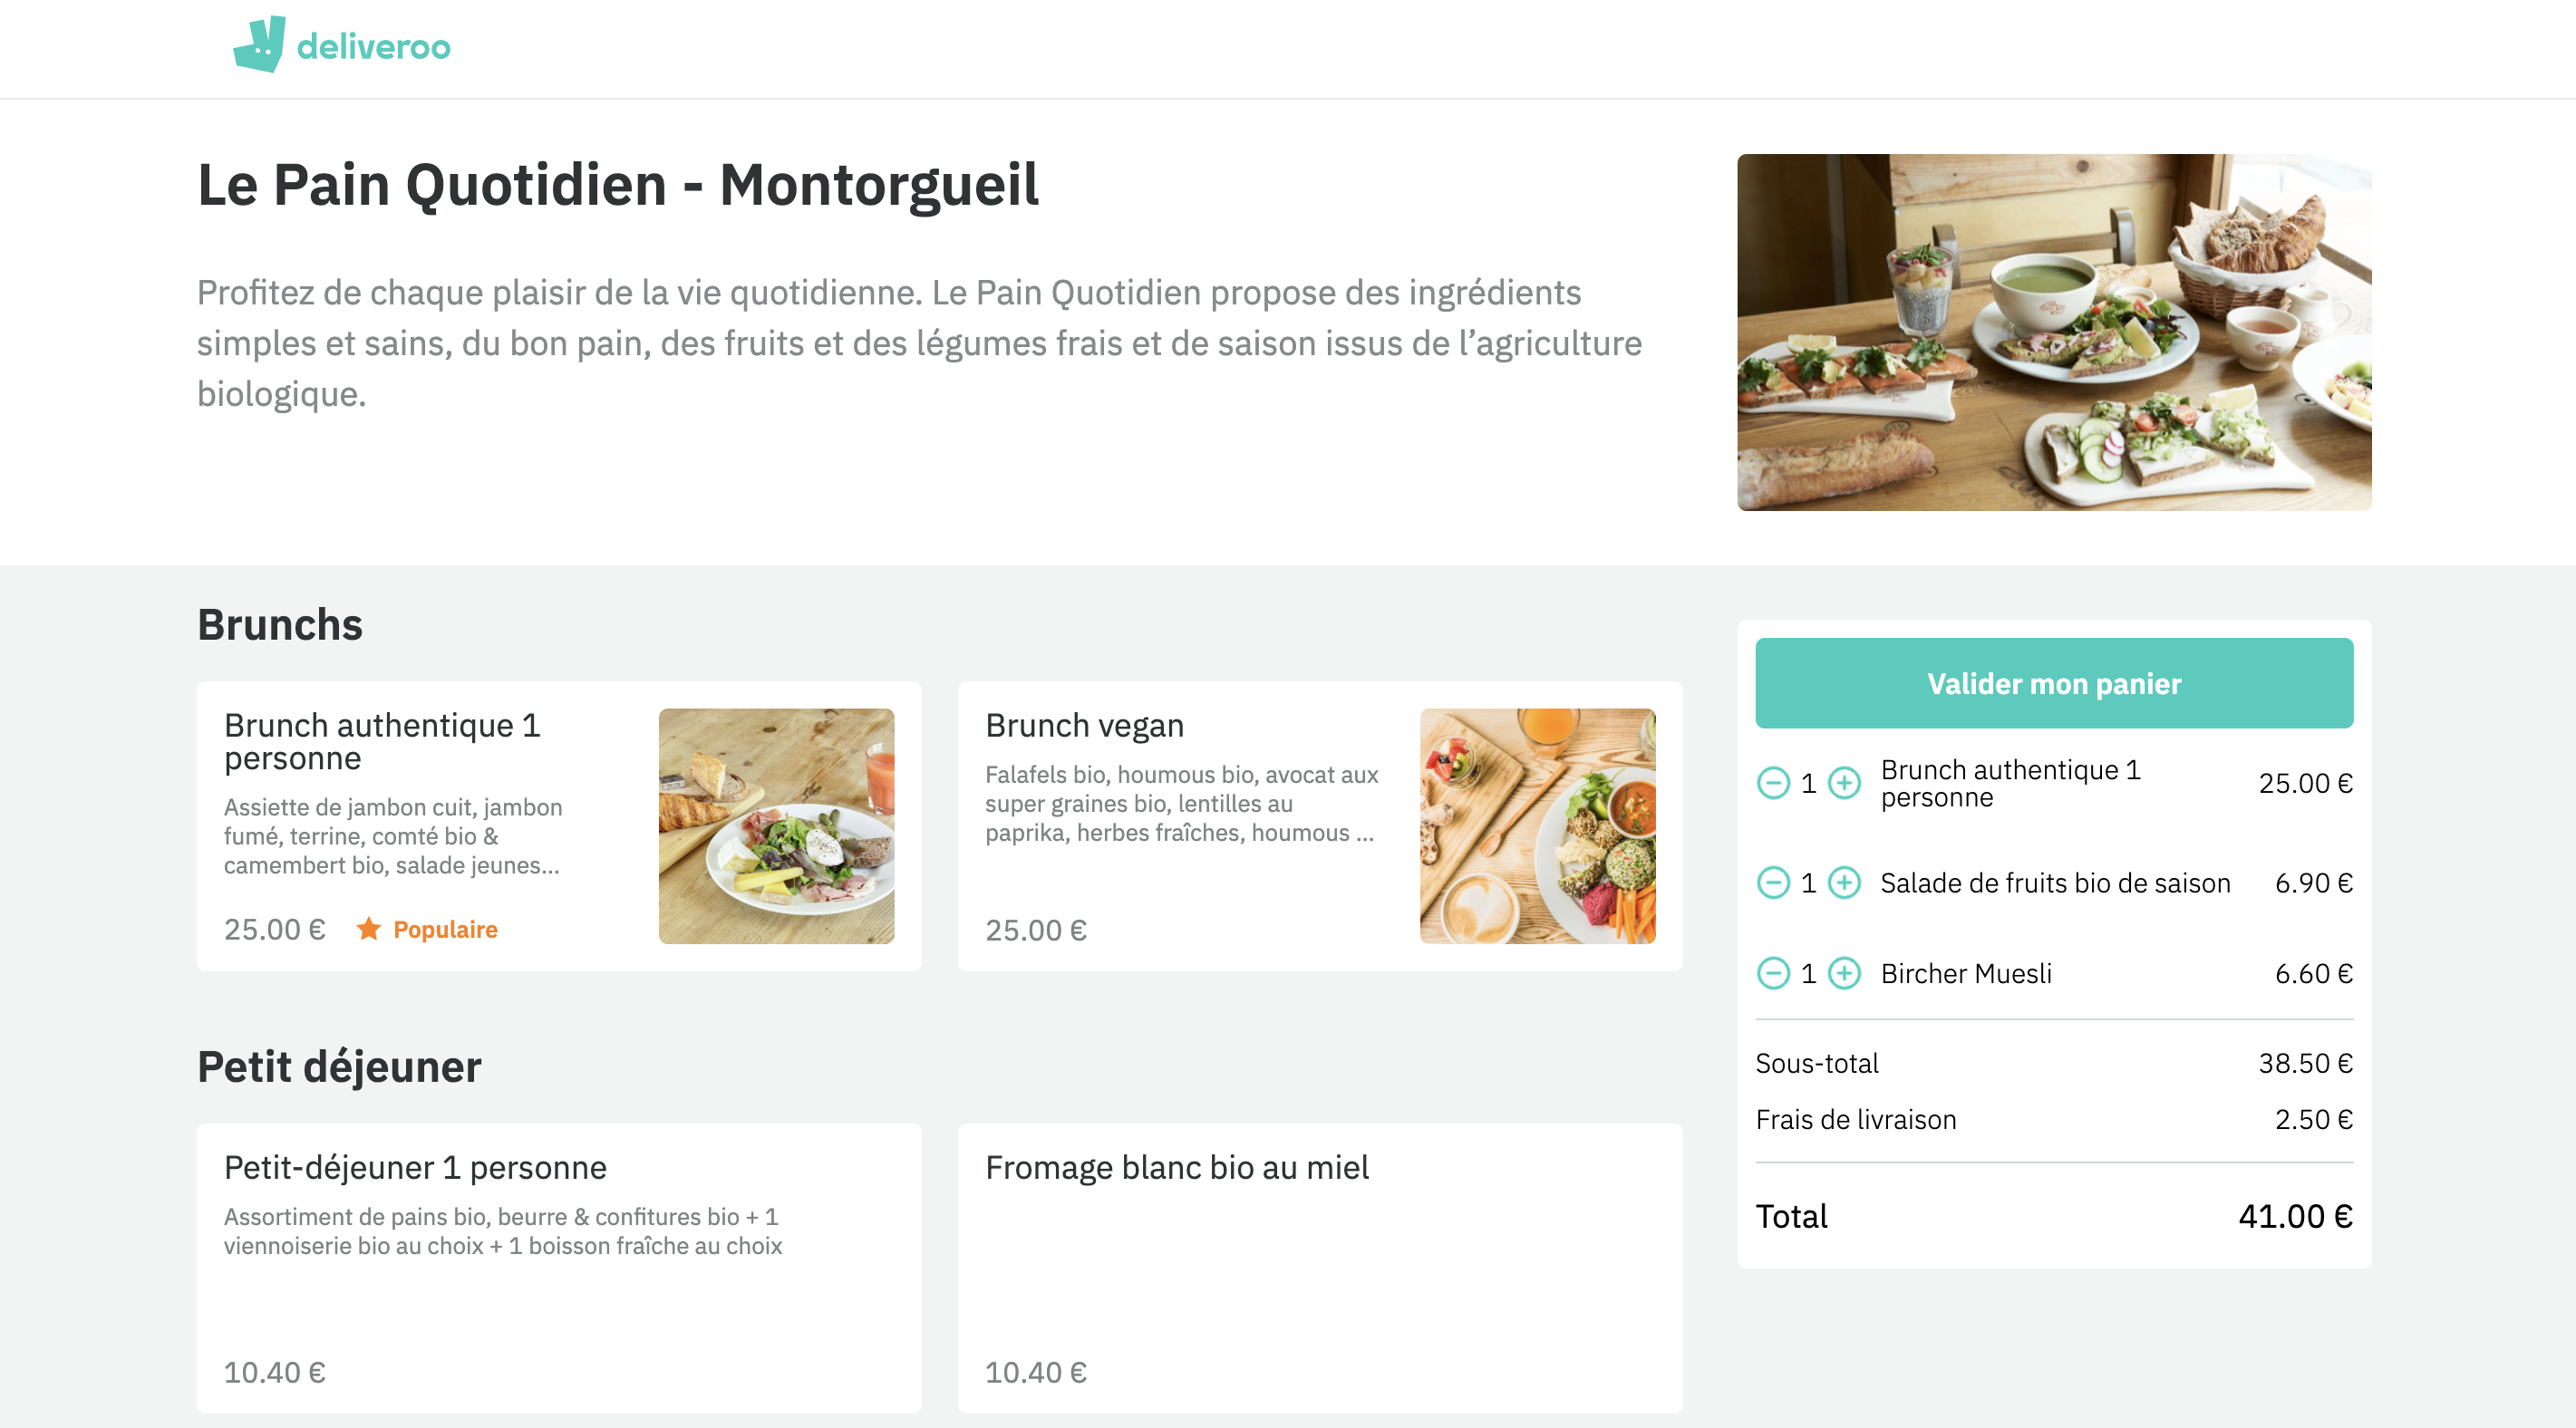 deliveroo
Le Pain Quotidien - Montorgueil
Profitez de chaque plaisir de la vie quotidienne. Le Pain Quotidien propose des ingrédients
simples et sains, du bon pain, des fruits et des légumes frais et de saison issus de l’agriculture
biologique.
Brunchs
Brunch authentique 1
personne
Assiette de jambon cuit, jambon
fumé, terrine, comté bio &
camembert bio, salade jeunes...
25.00 €
Populaire
Brunch vegan
Falafels bio, houmous bio, avocat aux
super graines bio, lentilles au
paprika, herbes fraîches, houmous ...
25.00 €
Petit déjeuner
Petit-déjeuner 1 personne
Assortiment de pains bio, beurre & confitures bio + 1
viennoiserie bio au choix + 1 boisson fraîche au choix
10.40 €
Fromage blanc bio au miel
10.40 €
Valider mon panier
1 Brunch authentique 1
personne
25.00 €
1 Salade de fruits bio de saison 6.90 €
1 Bircher Muesli 6.60 €
Sous-total 38.50 €
Frais de livraison 2.50 €
Total 41.00 €